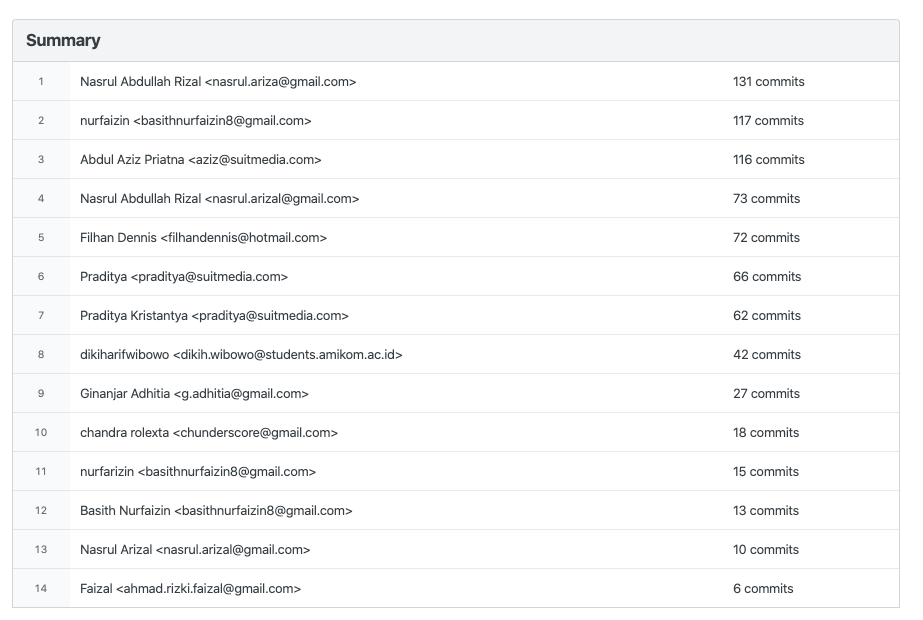 Summary
1 Nasrul Abdullah Rizal <nasrul.ariza@gmail.com> 131 commits
2 nurfaizin <basithnurfaizin8@gmail.com> 117 commits
3 Abdul Aziz Priatna <aziz@suitmedia.com> 116 commits
4 Nasrul Abdullah Rizal <nasrul.arizal@gmail.com> 73 commits
5 Filhan Dennis <filhandennis@hotmail.com> 72 commits
6 Praditya <praditya@suitmedia.com> 66 commits
7 Praditya Kristantya <praditya@suitmedia.com> 62 commits
8 dikiharifwibowo <dikih.wibowo@students.amikom.ac.id> 42 commits
9 Ginanjar Adhitia <g.adhitia@gmail.com> 27 commits
10 chandra rolexta <chunderscore@gmail.com> 18 commits
11 nurfarizin <basithnurfaizin8@gmail.com> 15 commits
12 Basith Nurfaizin <basithnurfaizin8@gmail.com> 13 commits
13 Nasrul Arizal <nasrul.arizal@gmail.com> 10 commits
14 Faizal <ahmad.rizki.faizal@gmail.com> 6 commits